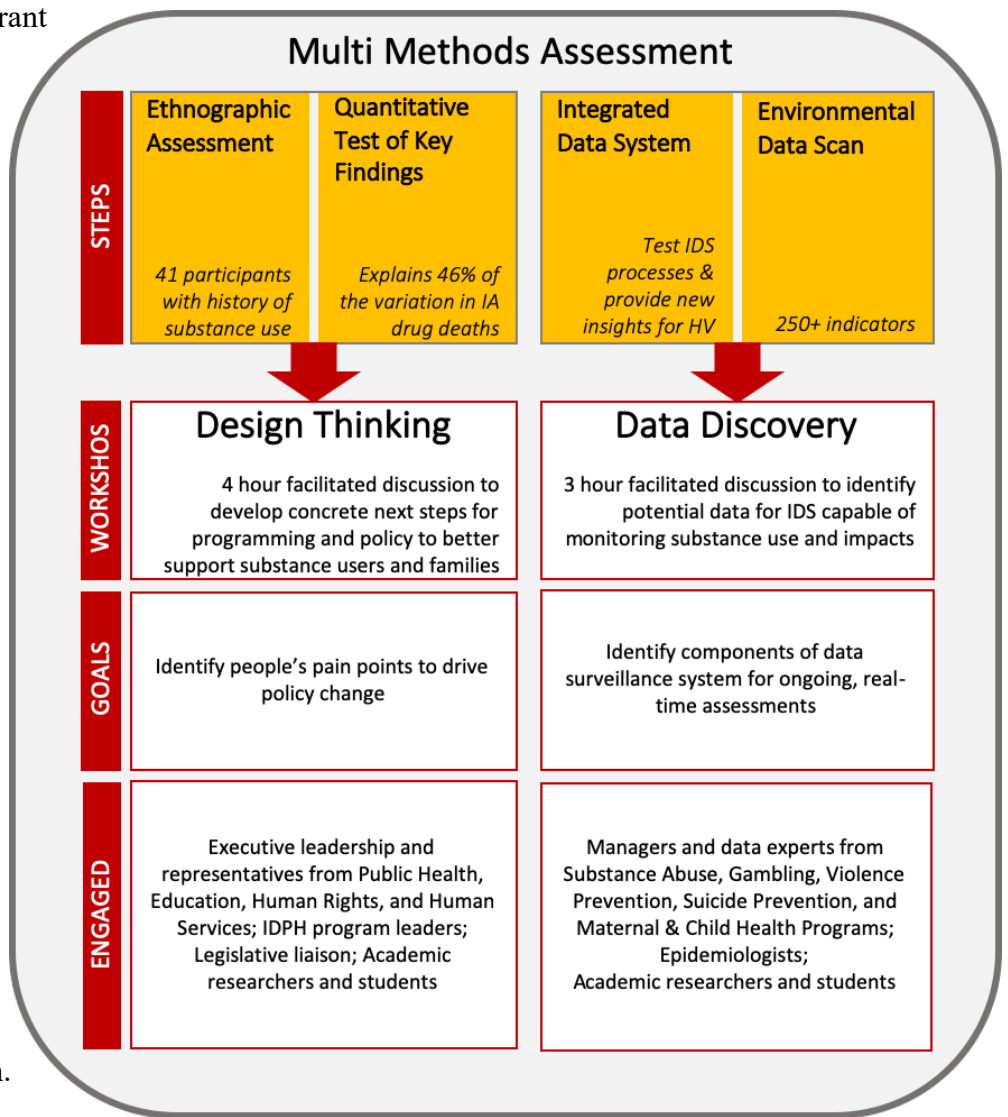 rant
Multi Methods Assessment
STEPS
Ethnographic
Assessment
41 participants
with history of
substance use
Quantitative
Test of Key
Findings
Explains 46% of
the variation in IA
drug deaths
Integrated
Data System
Test IDS
processes &
provide new
insights for HV
Environmental
Data Scan
250+ indicators
WORKSHOS
Design Thinking
4 hour facilitated discussion to
develop concrete next steps for
programming and policy to better
support substance users and families
Data Discovery
3 hour facilitated discussion to identify
potential data for IDS capable of
monitoring substance use and impacts
GOALS
Identify people’s pain points to drive
policy change
Identify components of data
surveillance system for ongoing, real-
time assessments
ENGAGED
Executive leadership and
representatives from Public Health,
Education, Human Rights, and Human
Services; IDPH program leaders;
Legislative liaison; Academic
researchers and students
Managers and data experts from
Substance Abuse, Gambling, Violence
Prevention, Suicide Prevention, and
Maternal & Child Health Programs;
Epidemiologists;
Academic researchers and students